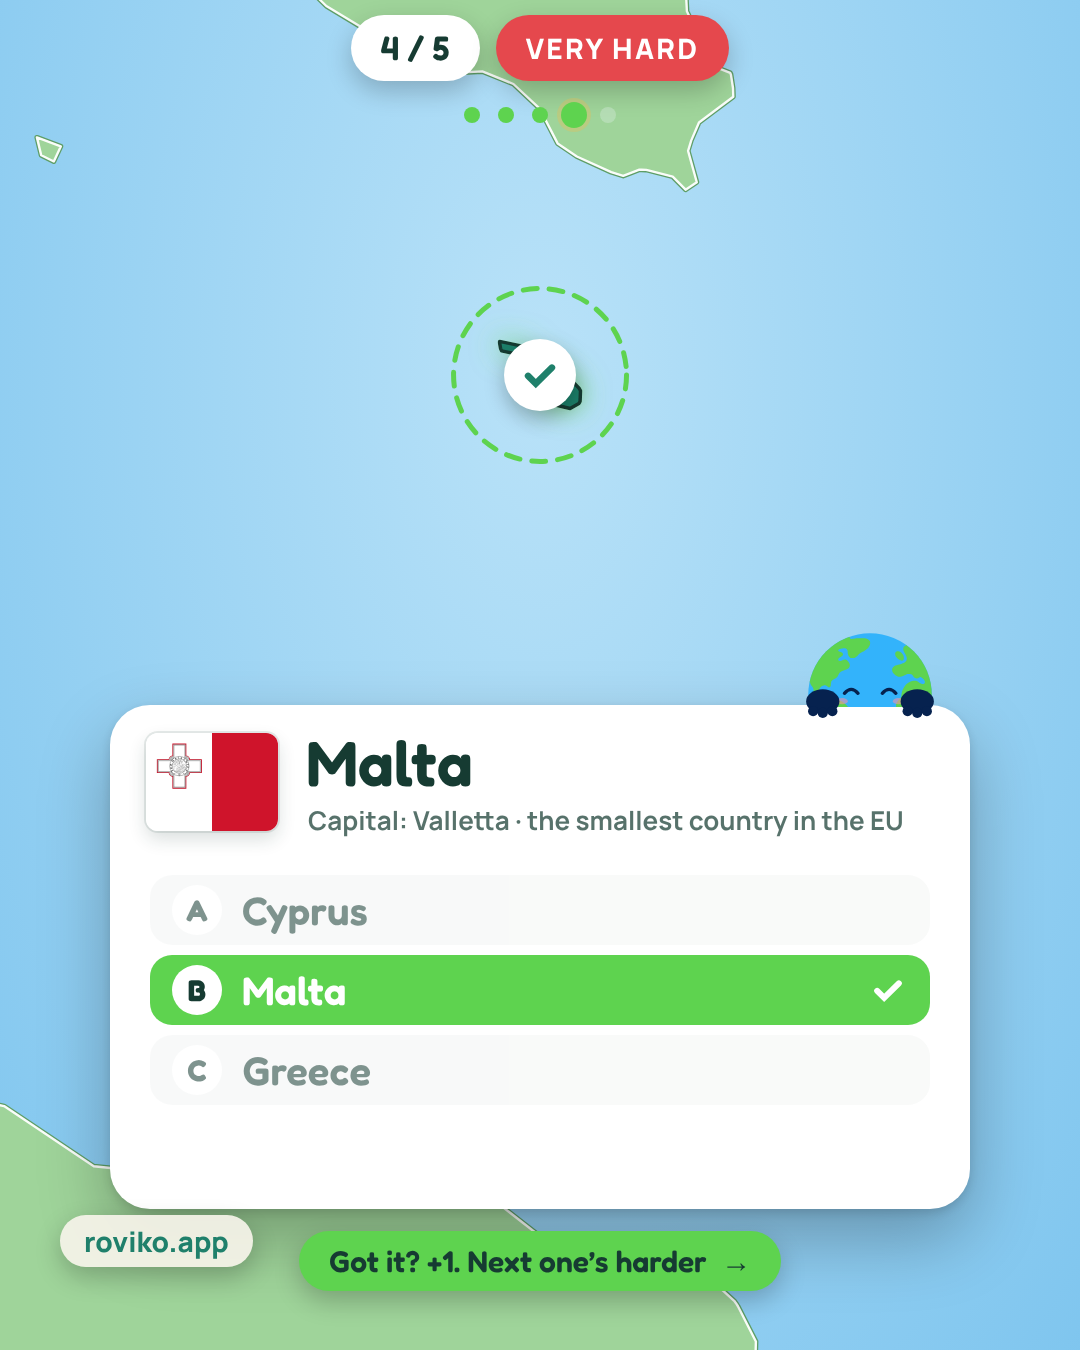 4 / 5
VERY HARD
Malta
Capital: Valletta · the smallest country in the EU
A Cyprus
B Malta
C Greece
roviko.app
Got it? +1. Next one’s harder →